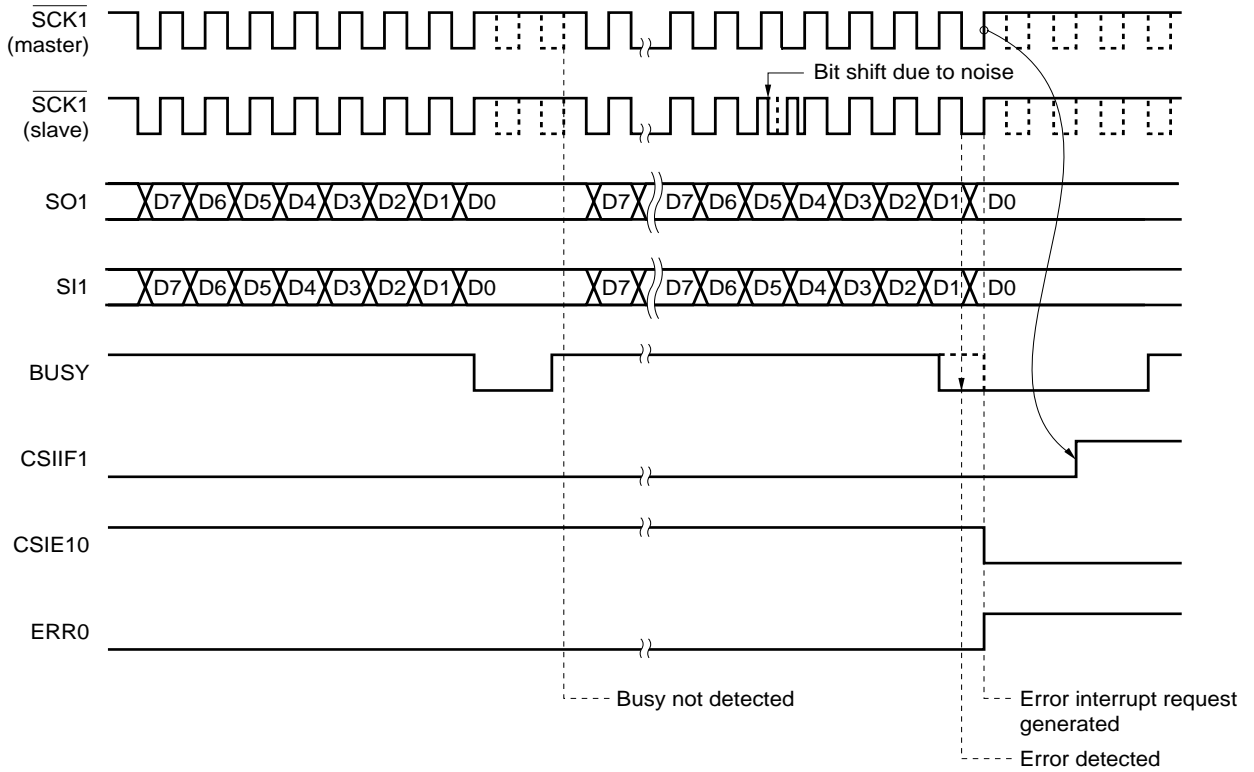 SCK1
(master)
Bit shift due to noise
SCK1
(slave)
SO1
D7 D6 D5 D4 D3 D2 D1 D0 D7 D7 D6 D5 D4 D3 D2 D1 D0
SI1
D7 D6 D5 D4 D3 D2 D1 D0 D7 D7 D6 D5 D4 D3 D2 D1 D0
BUSY
CSIIF1
CSIE10
ERR0
Busy not detected
Error interrupt request
generated
Error detected